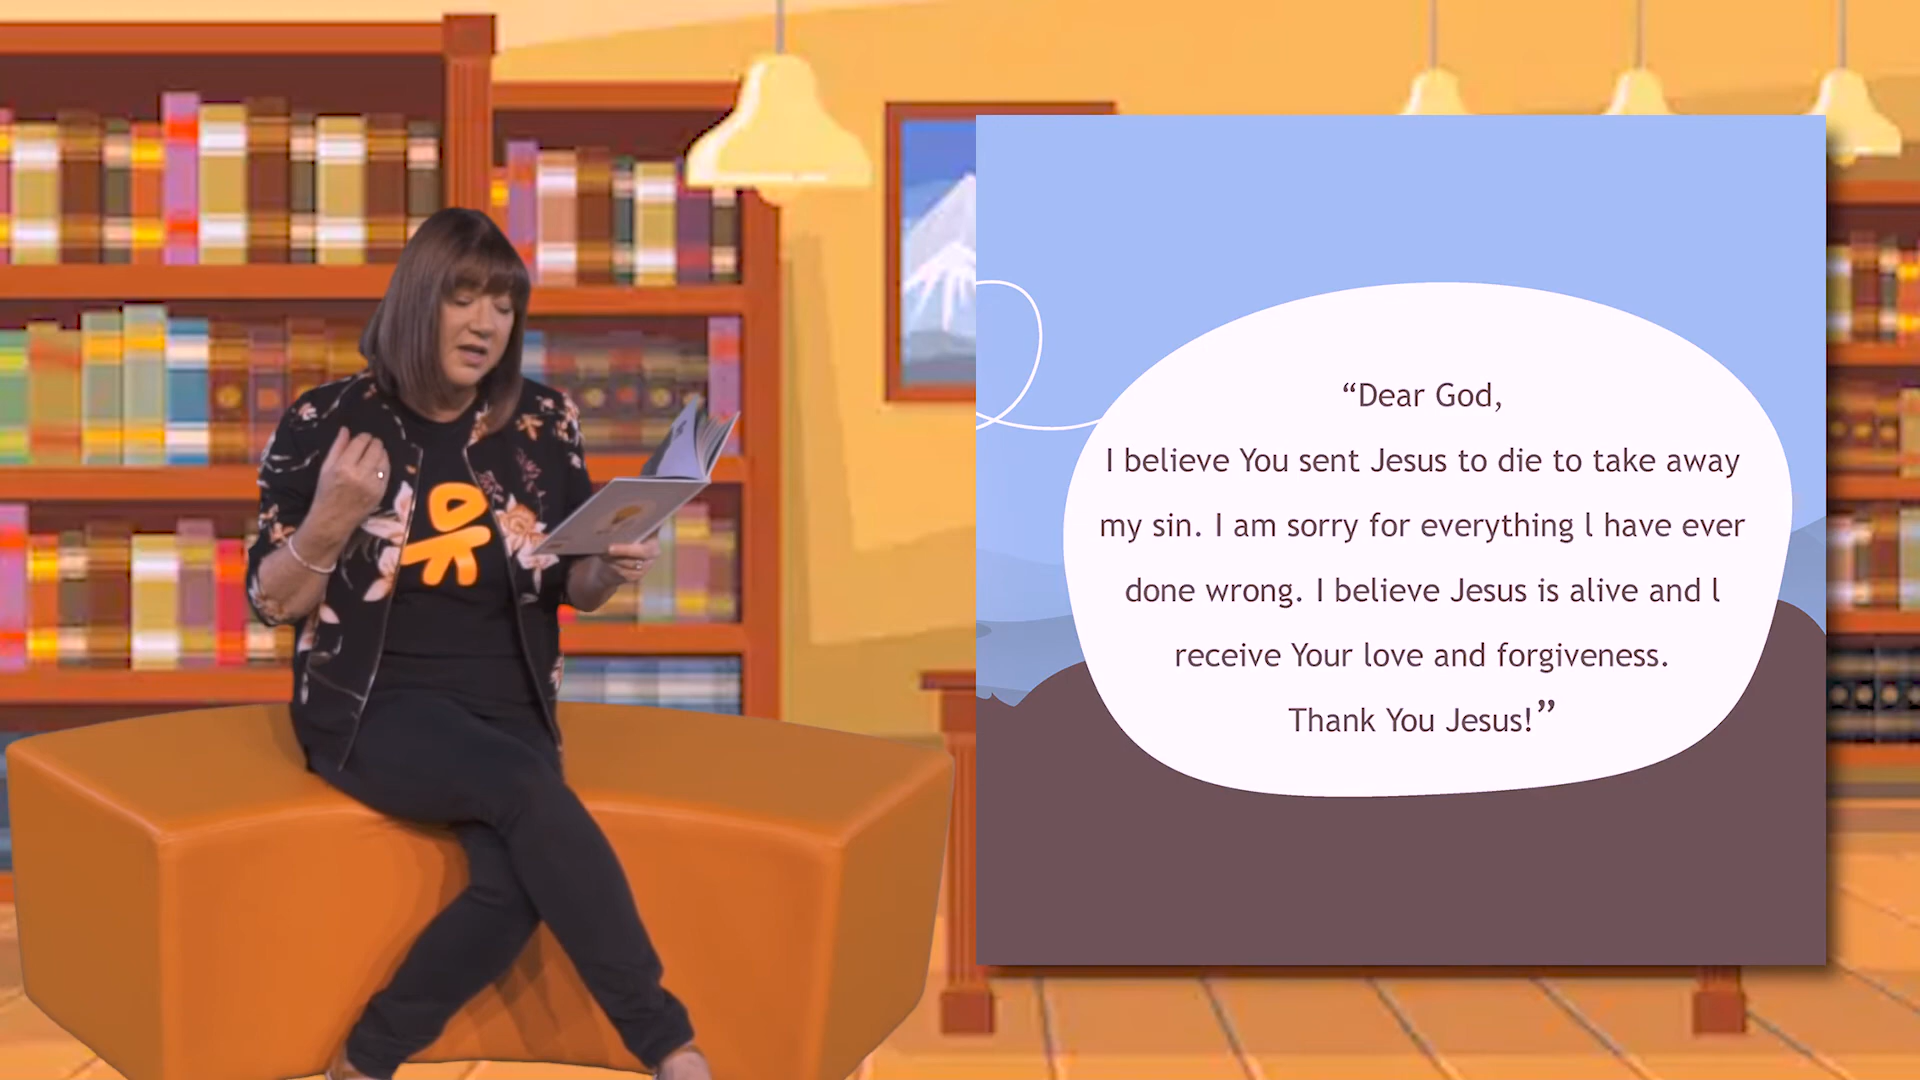 “Dear God,
I believe You sent Jesus to die to take away
my sin. I am sorry for everything l have ever
done wrong. I believe Jesus is alive and l
receive Your love and forgiveness.
Thank You Jesus!”